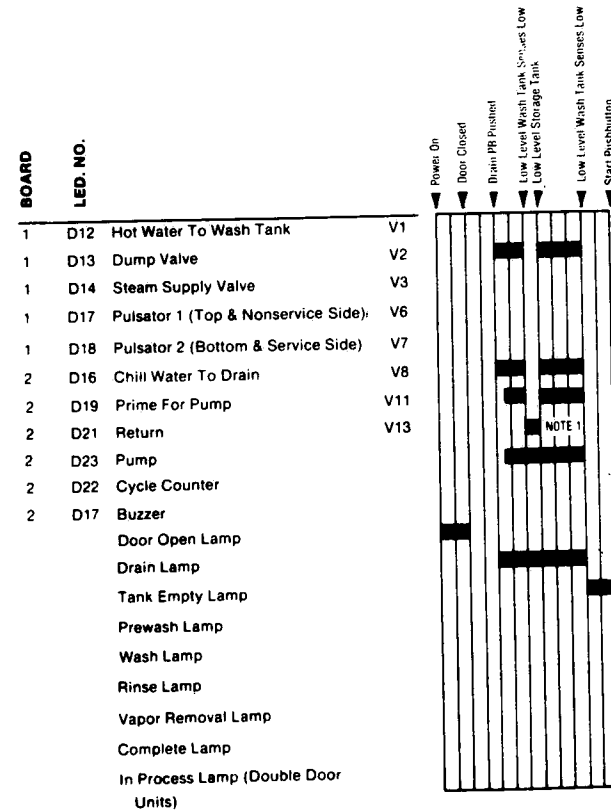 Power On
Door Closed
Drain PB Pushed
Low Level Wash Tank Senses Low
Low Level Storage Tank
Low Level Wash Tank Senses Low
Start Pushbutton
BOARD LED. NO.
1 D12 Hot Water To Wash Tank V1
1 D13 Dump Valve V2
1 D14 Steam Supply Valve V3
1 D17 Pulsator 1 (Top & Nonservice Side) V6
1 D18 Pulsator 2 (Bottom & Service Side) V7
2 D16 Chill Water To Drain V8
2 D19 Prime For Pump V11
2 D21 Return V13 NOTE 1
2 D23 Pump
2 D22 Cycle Counter
2 D17 Buzzer
Door Open Lamp
Drain Lamp
Tank Empty Lamp
Prewash Lamp
Wash Lamp
Rinse Lamp
Vapor Removal Lamp
Complete Lamp
In Process Lamp (Double Door
Units)